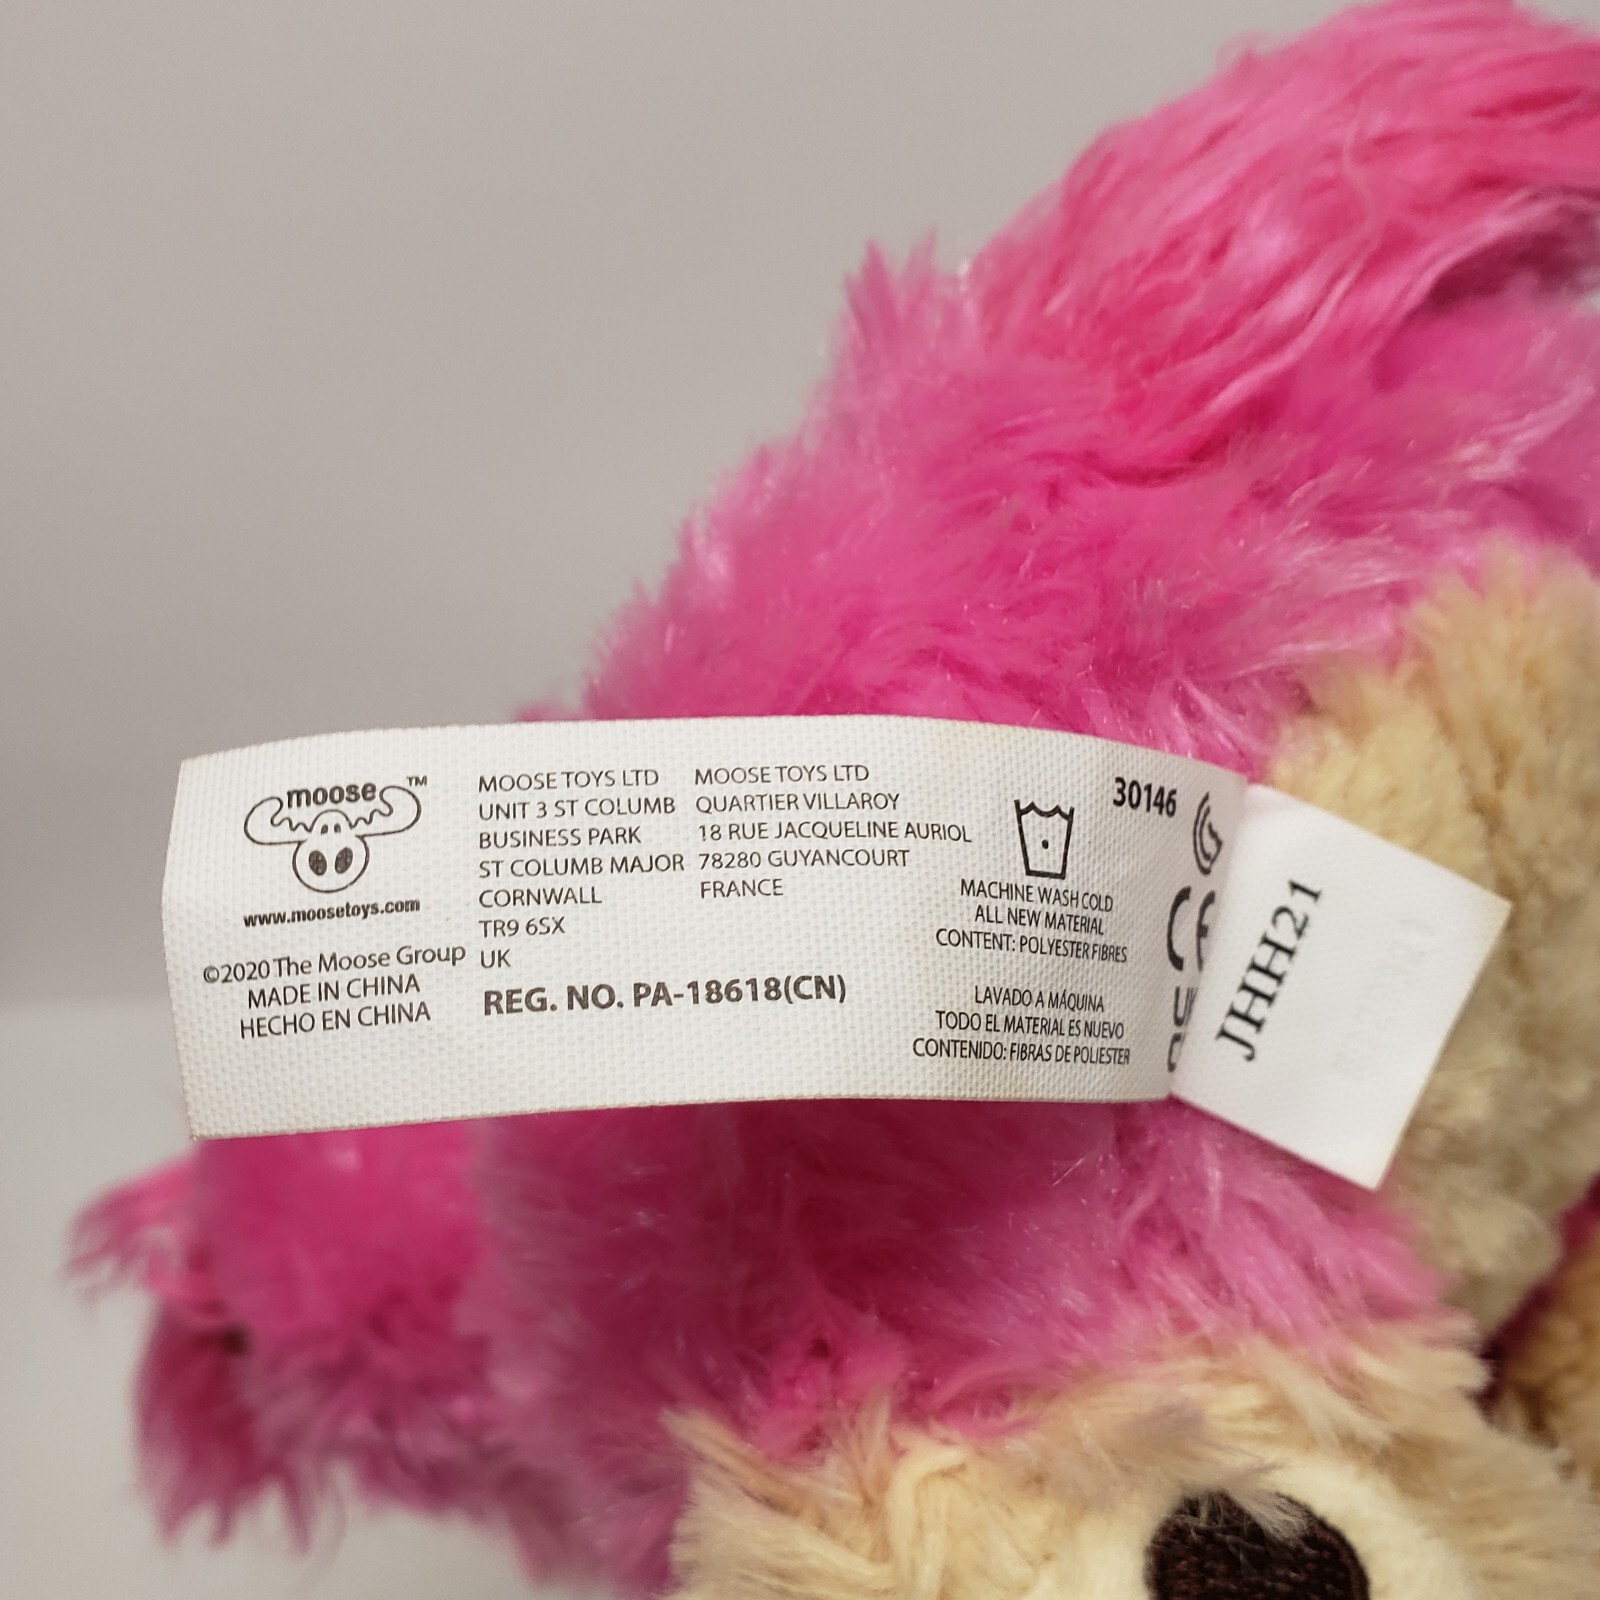 moose™
www.moosetoys.com
©2020 The Moose Group
MADE IN CHINA
HECHO EN CHINA
MOOSE TOYS LTD
UNIT 3 ST COLUMB
BUSINESS PARK
ST COLUMB MAJOR
CORNWALL
TR9 6SX
UK
MOOSE TOYS LTD
QUARTIER VILLAROY
18 RUE JACQUELINE AURIOL
78280 GUYANCOURT
FRANCE
REG. NO. PA-18618(CN)
30146
MACHINE WASH COLD
ALL NEW MATERIAL
CONTENT: POLYESTER FIBRES
LAVADO A MÁQUINA
TODO EL MATERIAL ES NUEVO
CONTENIDO: FIBRAS DE POLIESTER
CE
JHH21